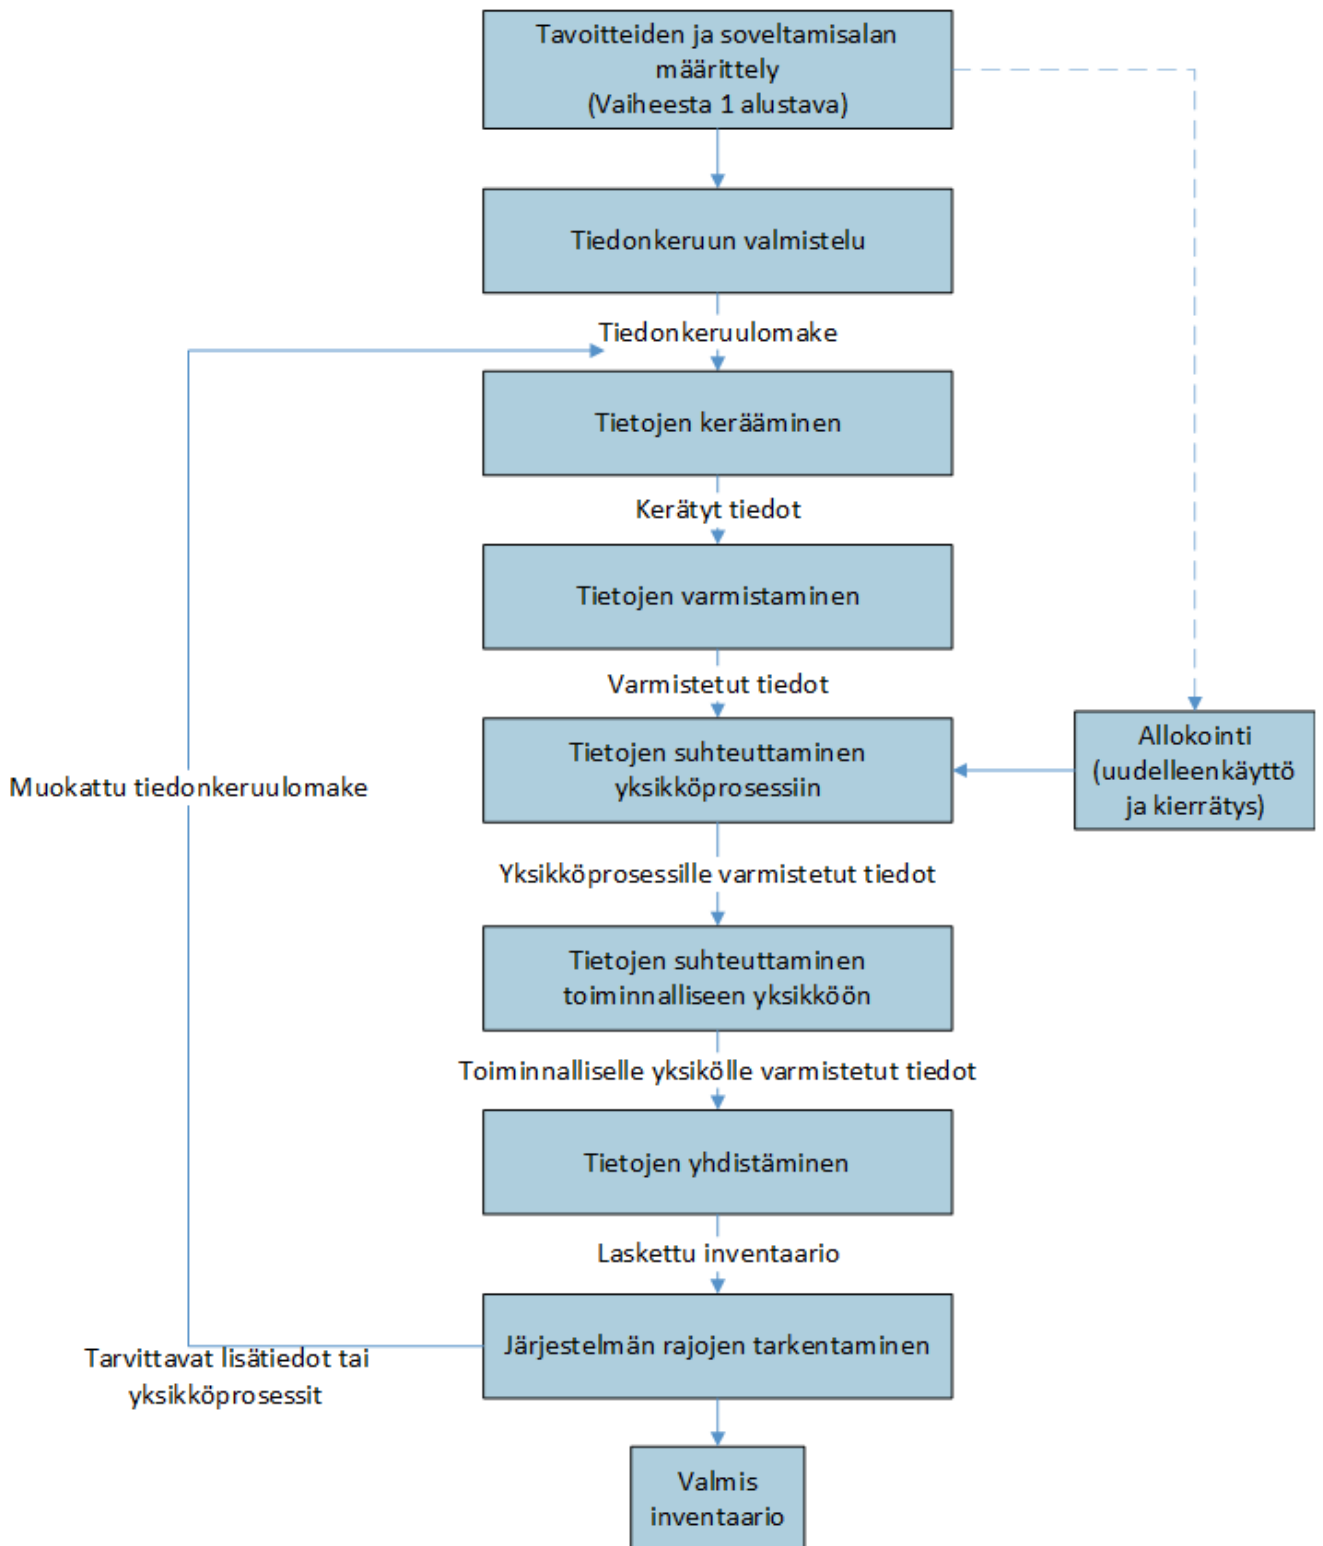 Tavoitteiden ja soveltamisalan
määrittely
(Vaiheesta 1 alustava)
Tiedonkeruun valmistelu
Tiedonkeruulomake
Tietojen kerääminen
Kerätyt tiedot
Tietojen varmistaminen
Varmistetut tiedot
Tietojen suhteuttaminen
yksikköprosessiin
Allokointi
(uudelleenkäyttö
ja kierrätys)
Muokattu tiedonkeruulomake
Yksikköprosessille varmistetut tiedot
Tietojen suhteuttaminen
toiminnalliseen yksikköön
Toiminnalliselle yksikölle varmistetut tiedot
Tietojen yhdistäminen
Laskettu inventaario
Järjestelmän rajojen tarkentaminen
Tarvittavat lisätiedot tai
yksikköprosessit
Valmis
inventaario